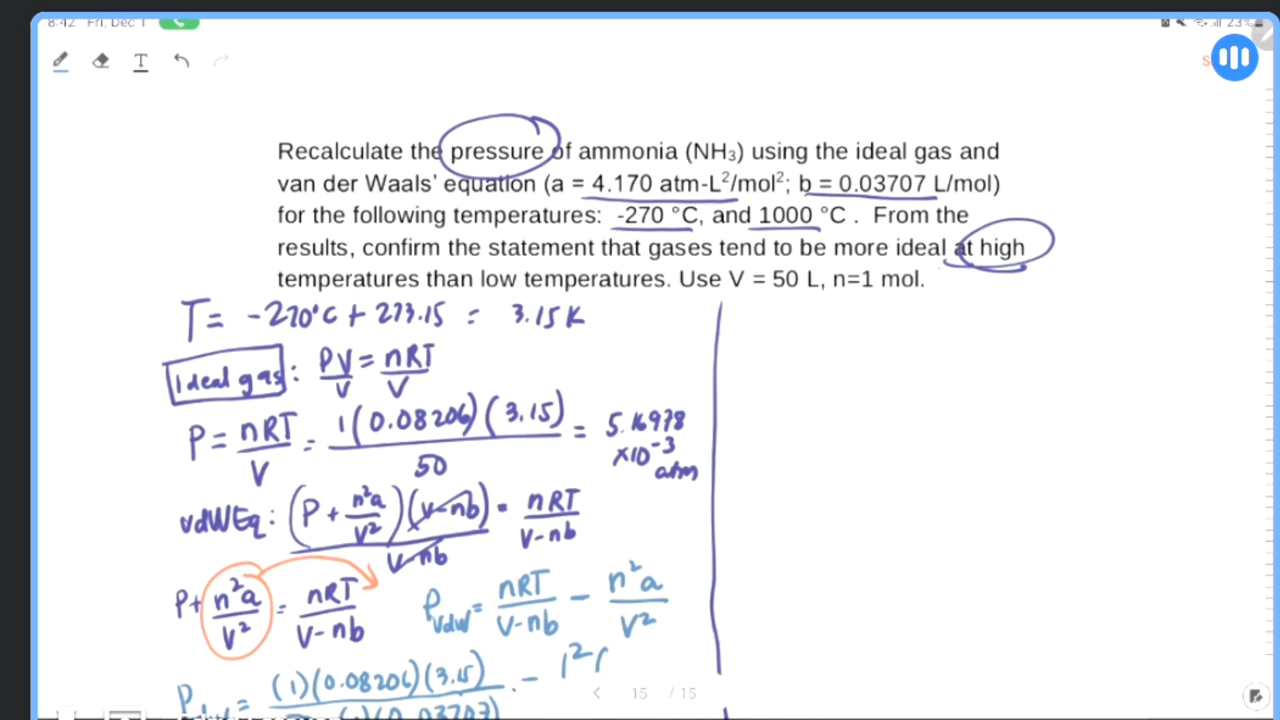 8:42 Fri, Dec 1
23%
T
S
Recalculate the pressure of ammonia (NH₃) using the ideal gas and
van der Waals' equation (a = 4.170 atm-L²/mol²; b = 0.03707 L/mol)
for the following temperatures: -270 °C, and 1000 °C . From the
results, confirm the statement that gases tend to be more ideal at high
temperatures than low temperatures. Use V = 50 L, n=1 mol.
T = -270°C + 273.15 = 3.15 K
Ideal gas: PV/V = nRT/V
P = nRT/V = 1(0.08206)(3.15)/50 = 5.16978 ×10⁻³ atm
vdW Eq: (P + n²a/V²)(V-nb)/V-nb = nRT/V-nb
P + n²a/V² = nRT/V-nb
P vdW = nRT/V-nb - n²a/V²
= (1)(0.08206)(3.15) - 1²(
15 / 15